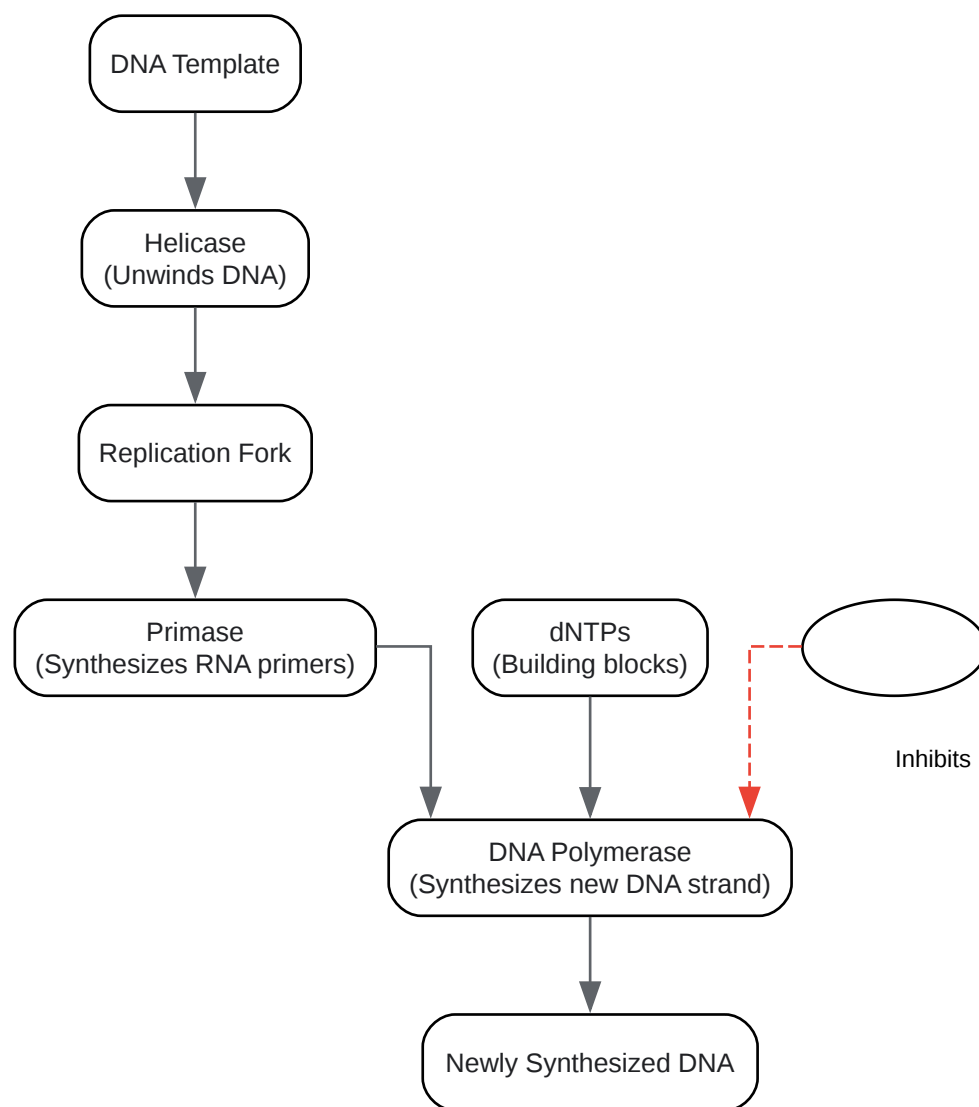 DNA Template
Helicase
(Unwinds DNA)
Replication Fork
Primase
(Synthesizes RNA primers)
dNTPs
(Building blocks)
Inhibits
DNA Polymerase
(Synthesizes new DNA strand)
Newly Synthesized DNA